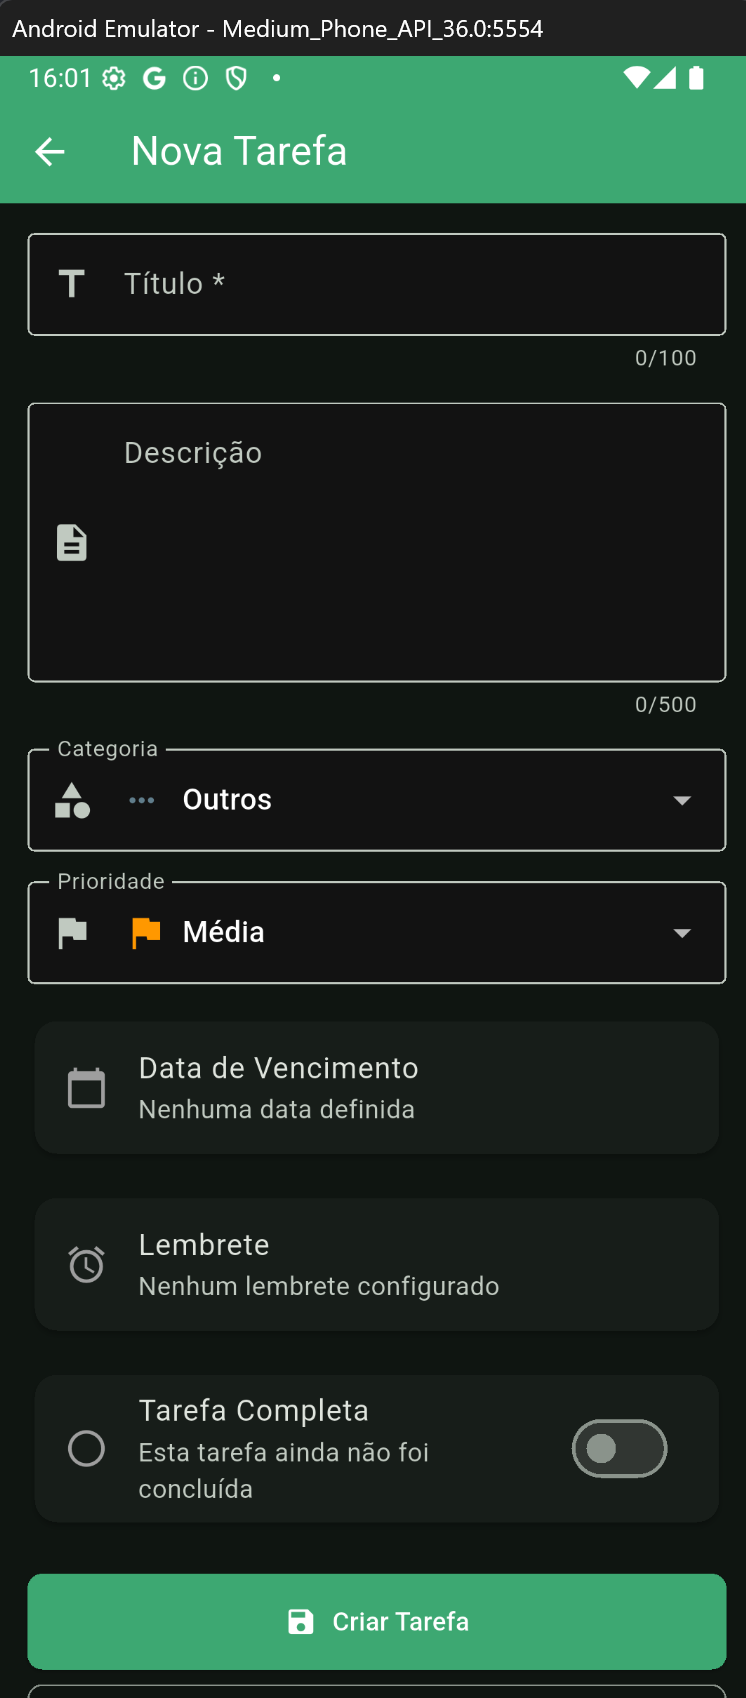 Android Emulator - Medium_Phone_API_36.0:5554
16:01
Nova Tarefa
Título *
0/100
Descrição
0/500
Categoria
Outros
Prioridade
Média
Data de Vencimento
Nenhuma data definida
Lembrete
Nenhum lembrete configurado
Tarefa Completa
Esta tarefa ainda não foi
concluída
Criar Tarefa